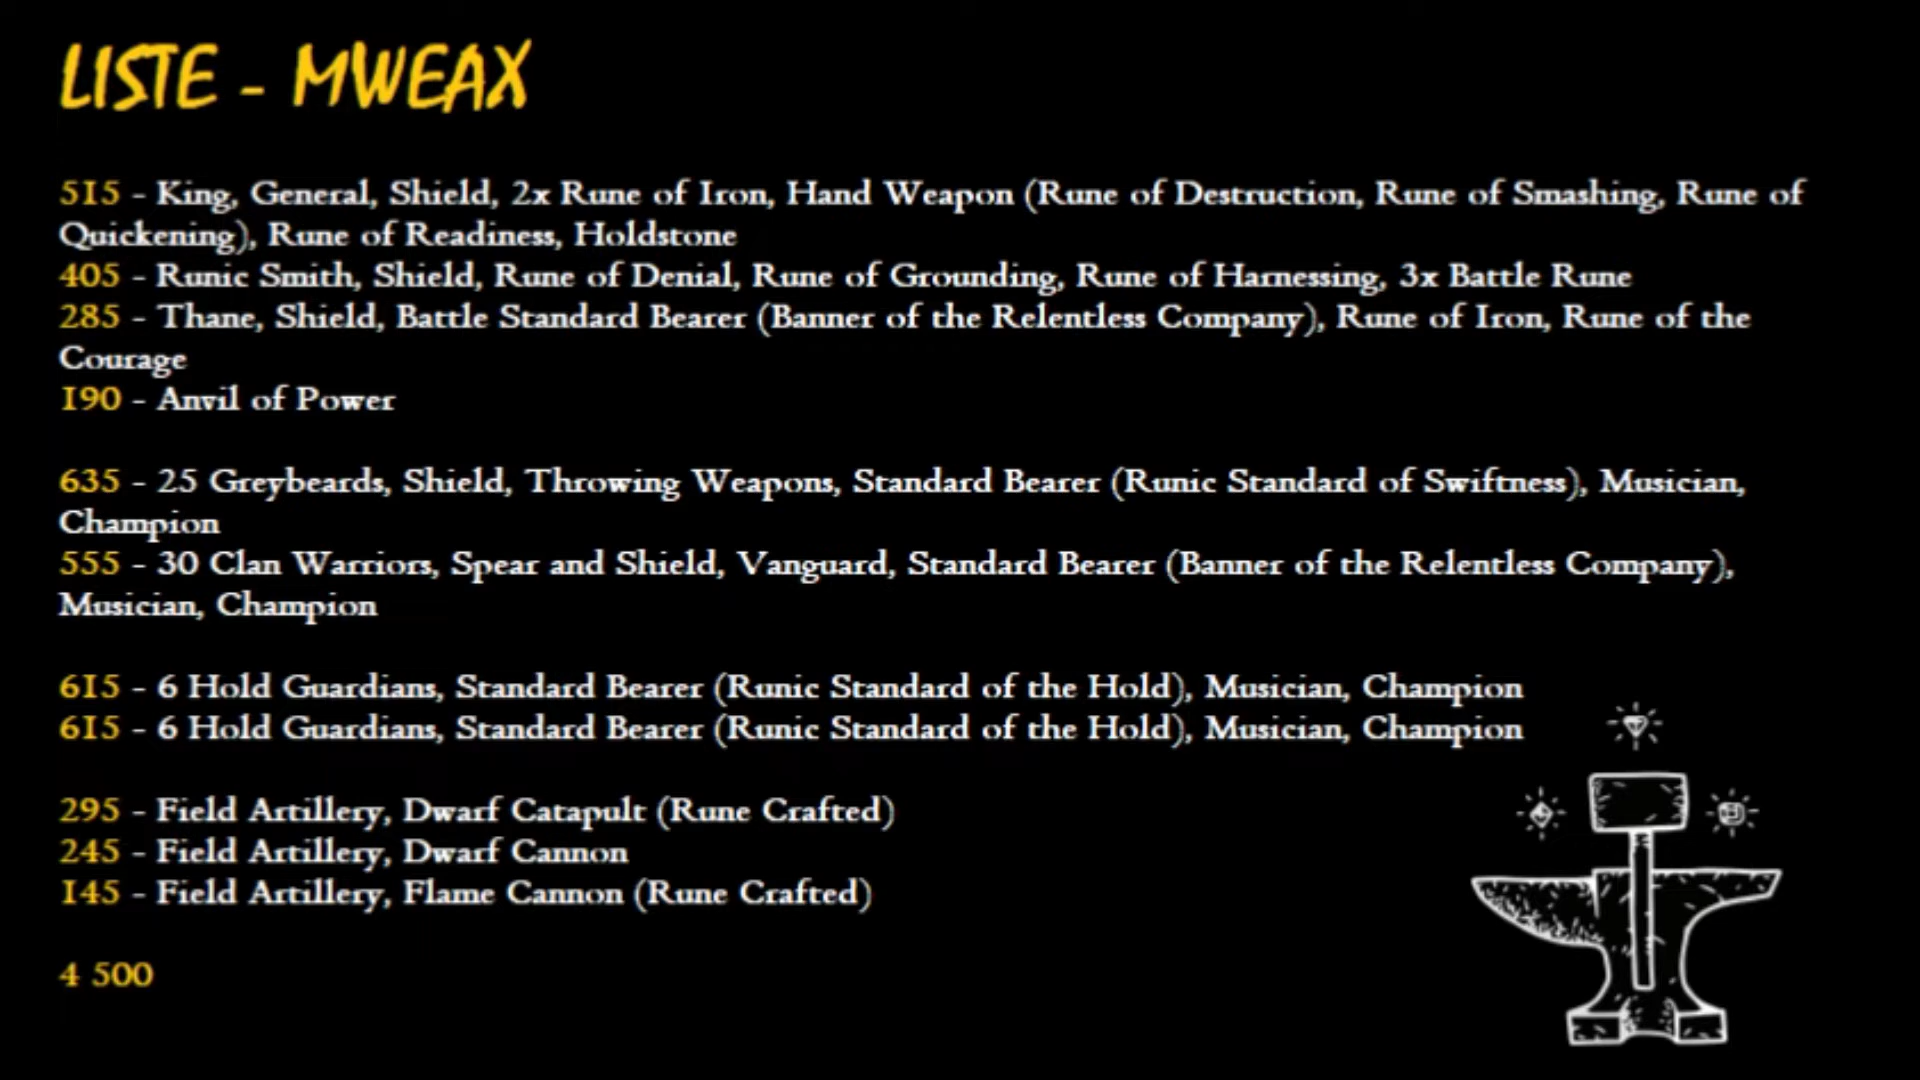 LISTE - MWEAX
515 - King, General, Shield, 2x Rune of Iron, Hand Weapon (Rune of Destruction, Rune of Smashing, Rune of
Quickening), Rune of Readiness, Holdstone
405 - Runic Smith, Shield, Rune of Denial, Rune of Grounding, Rune of Harnessing, 3x Battle Rune
285 - Thane, Shield, Battle Standard Bearer (Banner of the Relentless Company), Rune of Iron, Rune of the
Courage
190 - Anvil of Power
635 - 25 Greybeards, Shield, Throwing Weapons, Standard Bearer (Runic Standard of Swiftness), Musician,
Champion
555 - 30 Clan Warriors, Spear and Shield, Vanguard, Standard Bearer (Banner of the Relentless Company),
Musician, Champion
615 - 6 Hold Guardians, Standard Bearer (Runic Standard of the Hold), Musician, Champion
615 - 6 Hold Guardians, Standard Bearer (Runic Standard of the Hold), Musician, Champion
295 - Field Artillery, Dwarf Catapult (Rune Crafted)
245 - Field Artillery, Dwarf Cannon
145 - Field Artillery, Flame Cannon (Rune Crafted)
4 500